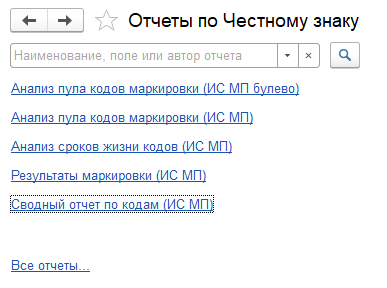 Отчеты по Честному знаку
Наименование, поле или автор отчета
Анализ пула кодов маркировки (ИС МП булево)
Анализ пула кодов маркировки (ИС МП)
Анализ сроков жизни кодов (ИС МП)
Результаты маркировки (ИС МП)
Сводный отчет по кодам (ИС МП)
Все отчеты...